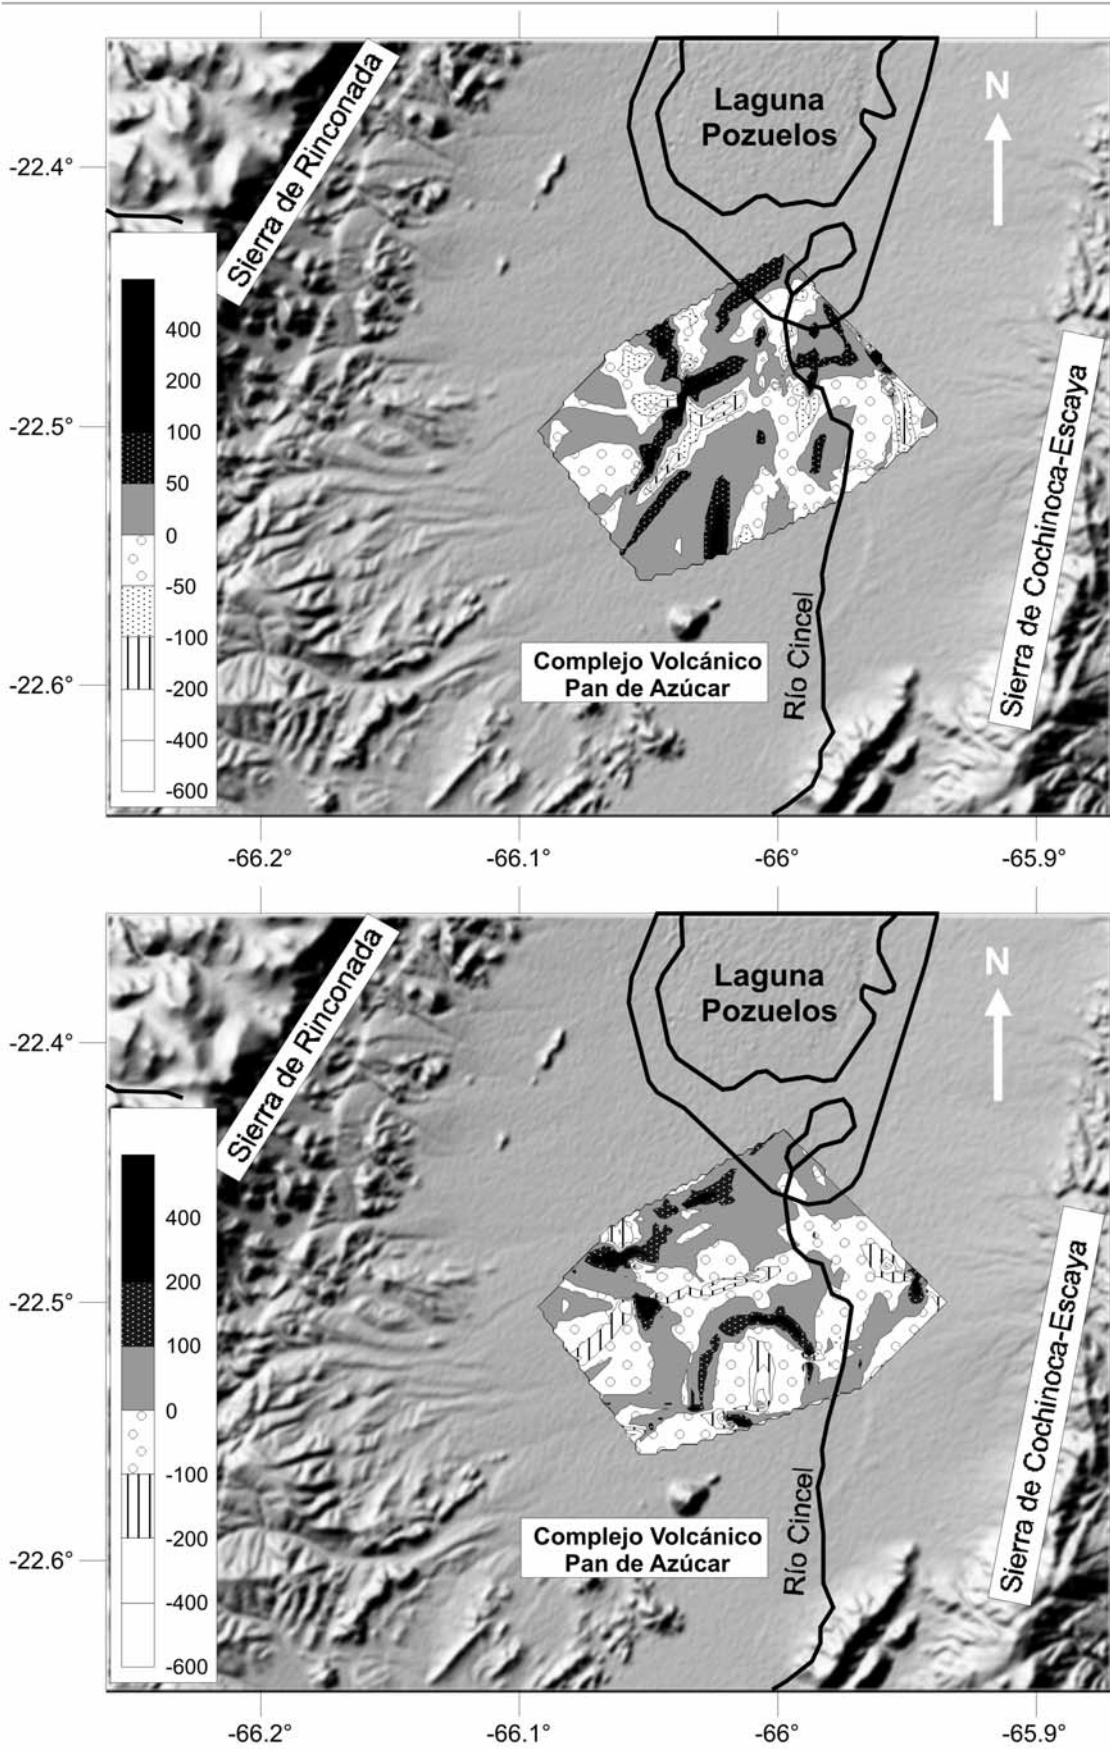 Laguna
Pozuelos
N
Sierra de Rinconada
-22.4°
400
200
100
50
0
-50
-100
-200
-400
-600
-22.5°
-22.6°
Sierra de Cochinoca-Escaya
Río Cincel
Complejo Volcánico
Pan de Azúcar
-66.2°
-66.1°
-66°
-65.9°
Laguna
Pozuelos
N
Sierra de Rinconada
-22.4°
400
200
100
0
-100
-200
-400
-600
-22.5°
-22.6°
Sierra de Cochinoca-Escaya
Río Cincel
Complejo Volcánico
Pan de Azúcar
-66.2°
-66.1°
-66°
-65.9°